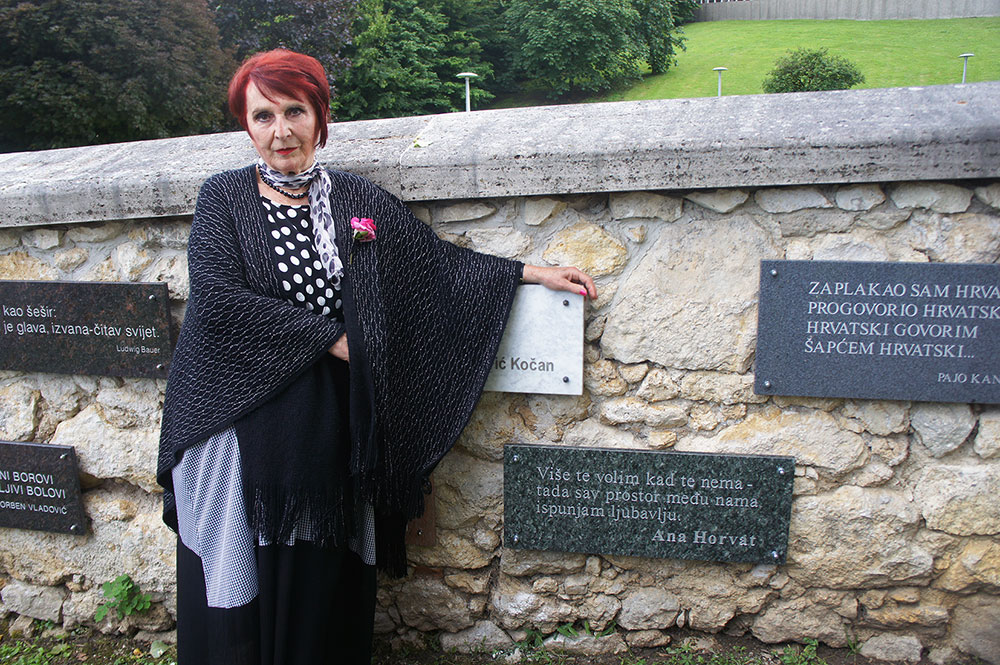 kao šešir:
je glava, izvana-čitav svijet.
Ludwig Bauer
NI BOROVI
LJIVI BOLOVI
ORBEN VLADOVIĆ
ić Kočan
Više te volim kad te nema -
tada sav prostor među nama
ispunjam ljubavlju.
Ana Horvat
ZAPLAKAO SAM HRVA
PROGOVORIO HRVATSK
HRVATSKI GOVORIM
ŠAPĆEM HRVATSKI...
PAJO KAN